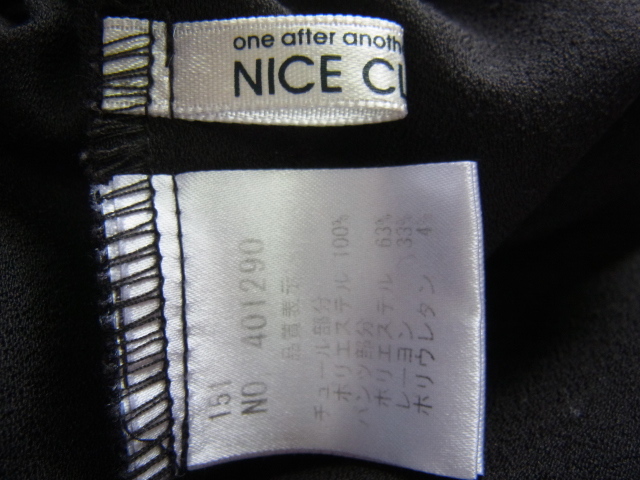 one after anothe
NICE CL
151
NO. 401290
品質表示
チュール部分
ポリエステル 100%
パンツ部分
ポリエステル 63%
レーヨン 33%
ポリウレタン 4%